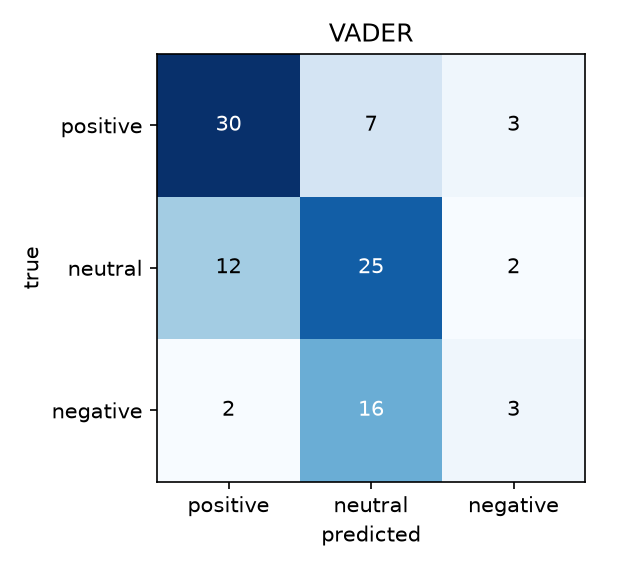 VADER
true
positive 30 7 3
neutral 12 25 2
negative 2 16 3
positive neutral negative
predicted